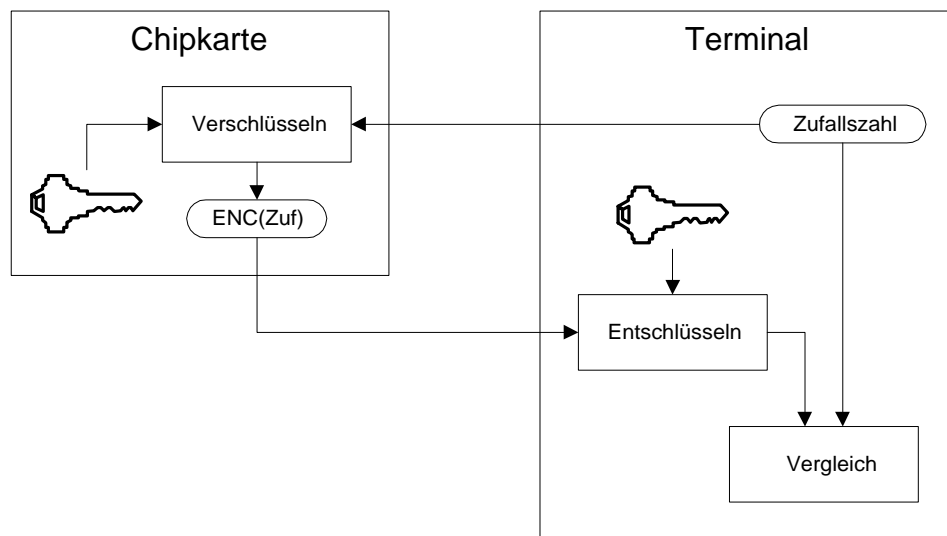 Chipkarte
Terminal
Verschlüsseln
Zufallszahl
ENC(Zuf)
Entschlüsseln
Vergleich